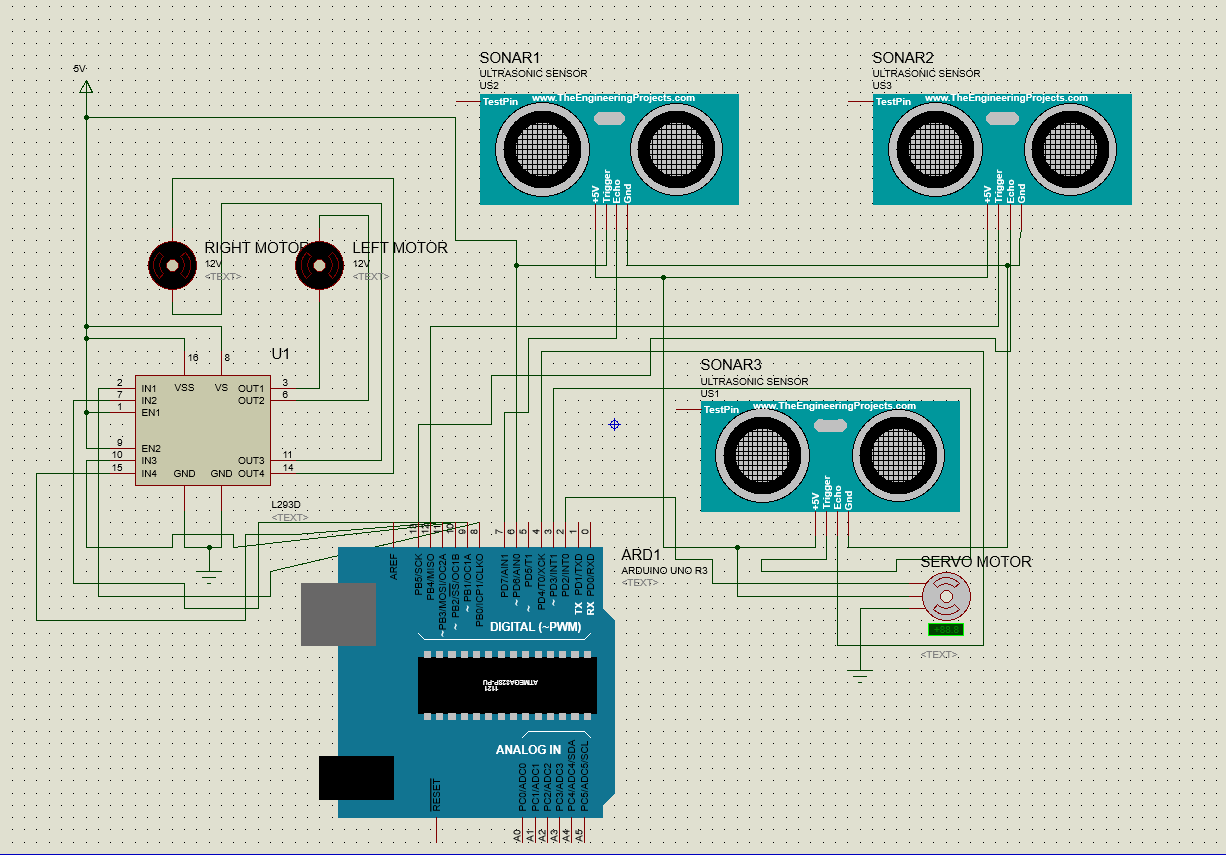 5V
SONAR1
ULTRASONIC SENSOR
US2
TestPin www.TheEngineeringProjects.com
+5V
Trigger
Echo
Gnd
SONAR2
ULTRASONIC SENSOR
US3
TestPin www.TheEngineeringProjects.com
+5V
Trigger
Echo
Gnd
RIGHT MOTOR
12V
<TEXT>
LEFT MOTOR
12V
<TEXT>
U1
16
8
2 IN1 VSS VS OUT1 3
7 IN2 OUT2 6
1 EN1
9 EN2
10 IN3 OUT3 11
15 IN4 GND GND OUT4 14
L293D
<TEXT>
SONAR3
ULTRASONIC SENSOR
US1
TestPin www.TheEngineeringProjects.com
+5V
Trigger
Echo
Gnd
SERVO MOTOR
<TEXT>
ARD1
ARDUINO UNO R3
<TEXT>
9
8
7
6
5
4
3
2
1
0
AREF
PB5/SCK
PB4/MISO
~PB3/MOSI/OC2A
~PB2/SS/OC1B
~PB1/OC1A
PB0/ICP1/CLKO
PD7/AIN1
~PD6/AIN0
~PD5/T1
PD4/T0/XCK
~PD3/INT1
PD2/INT0
TX PD1/TXD
RX PD0/RXD
DIGITAL (~PWM)
ATMEGA328P-PU
1121
ANALOG IN
RESET
PC0/ADC0
PC1/ADC1
PC2/ADC2
PC3/ADC3
PC4/ADC4/SDA
PC5/ADC5/SCL
A0
A1
A2
A3
A4
A5